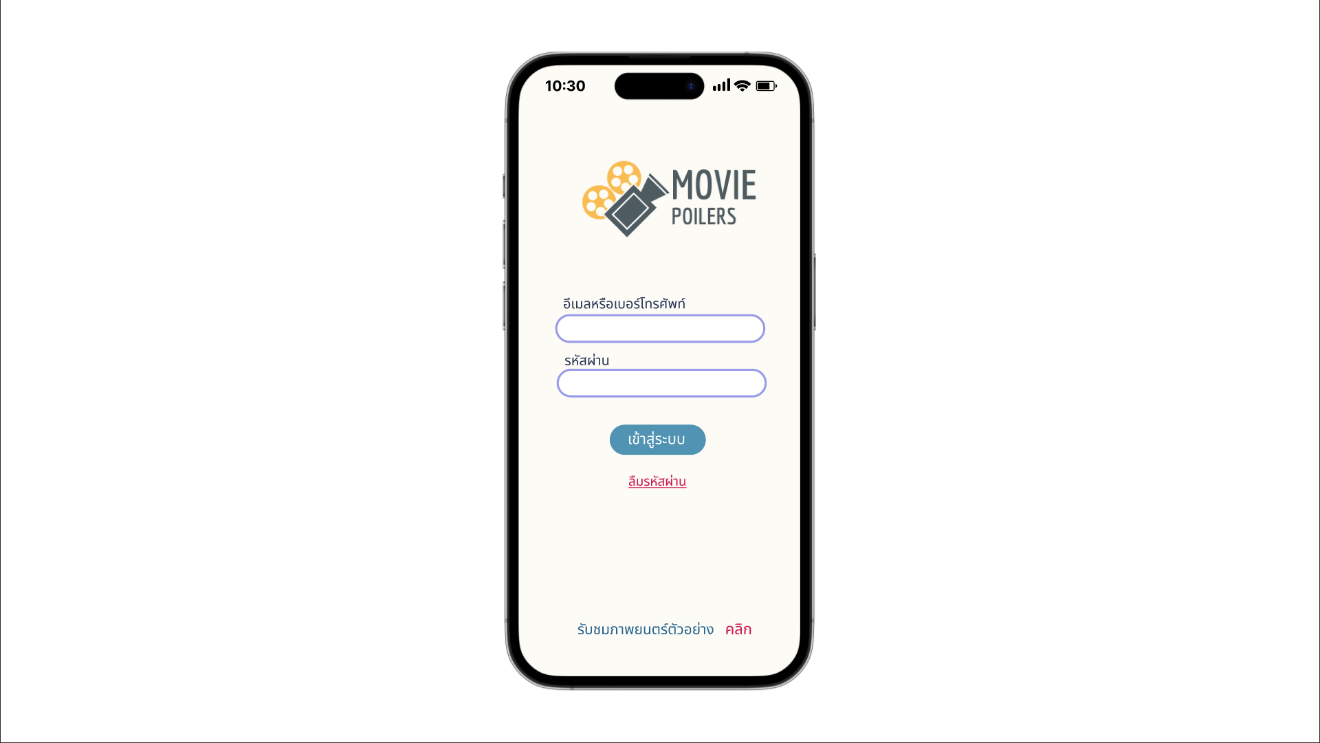 10:30
MOVIE
POILERS
อีเมลหรือเบอร์โทรศัพท์
รหัสผ่าน
เข้าสู่ระบบ
ลืมรหัสผ่าน
รับชมภาพยนตร์ตัวอย่าง คลิก